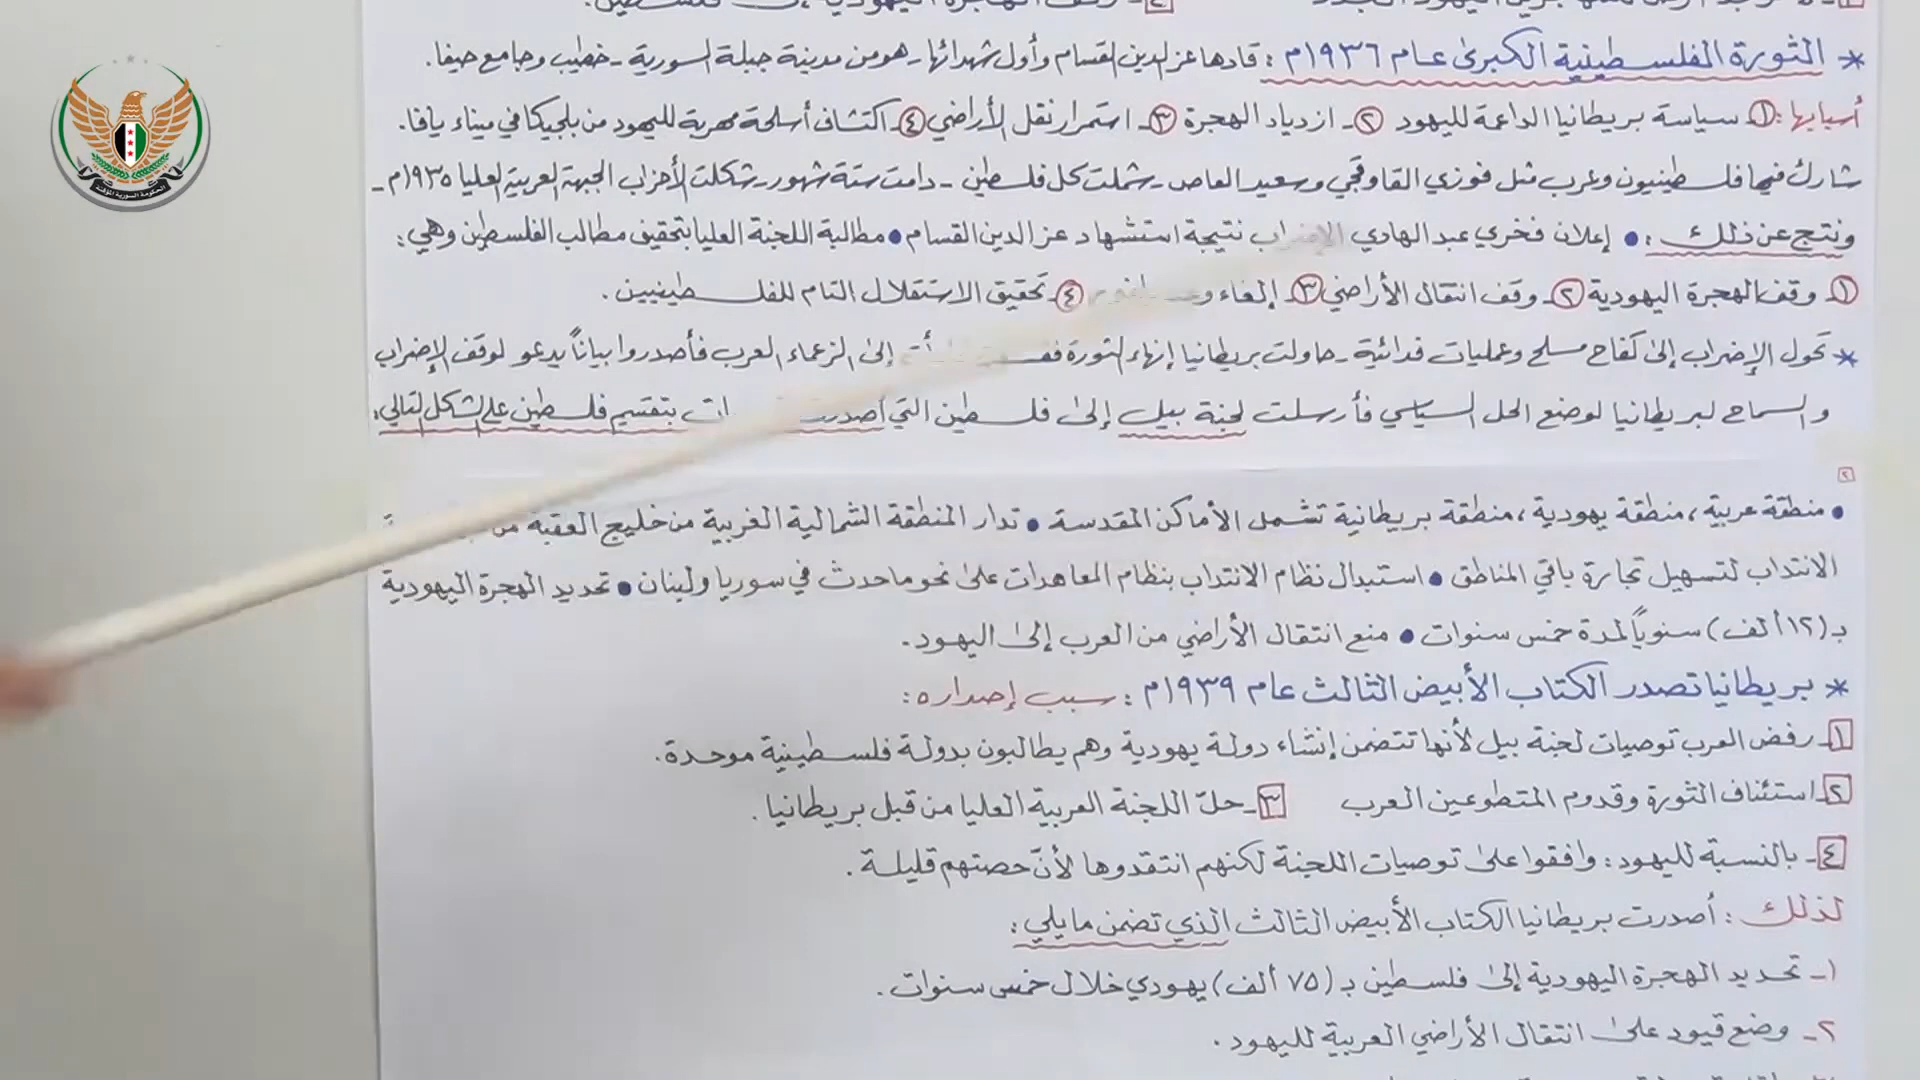 * الثورة الفلسطينية الكبرى عام ١٩٣٦م : قادها عز الدين القسام وأول شهدائها - هو من مدينة جبلة السورية - خطيب وجامع حيفا.
أسبابها : ١- سياسة بريطانيا الداعمة لليهود ٢- ازدياد الهجرة ٣- استمرار نقل الأراضي ٤- اكتشاف أسلحة مهربة لليهود من بلجيكا في ميناء يافا.
شارك فيها فلسطينيون وعرب مثل فوزي القاوقجي وسعيد العاص - شملت كل فلسطين - دامت ستة شهور - شكلت الأحزاب الجبهة العربية العليا ١٩٣٥م -
ونتج عن ذلك : • إعلان فخري عبد الهادي الإضراب نتيجة استشهاد عز الدين القسام • مطالبة اللجنة العليا بتحقيق مطالب الفلسطين وهي :
١- وقف الهجرة اليهودية ٢- وقف انتقال الأراضي ٣- إلغاء وعد بلفور ٤- تحقيق الاستقلال التام للفلسطينيين .
* تحول الإضراب إلى كفاح مسلح وعمليات فدائية - حاولت بريطانيا إنهاء الثورة إلى الزعماء العرب فأصدروا بياناً يدعو لوقف الإضراب
والسماح لبريطانيا لوضع الحل السياسي فأرسلت لجنة بيل إلى فلسطين التي أصدرت بتقسيم فلسطين على الشكل التالي :
٢
• منطقة عربية ، منطقة يهودية ، منطقة بريطانية تشمل الأماكن المقدسة • تدار المنطقة الشمالية الغربية من خليج العقبة من
الانتداب لتسهيل تجارة باقي المناطق • استبدال نظام الانتداب بنظام المعاهدات على نحو ما حدث في سوريا ولبنان • تحديد الهجرة اليهودية
بـ (١٢ ألف) سنوياً لمدة خمس سنوات • منع انتقال الأراضي من العرب إلى اليهود .
* بريطانيا تصدر الكتاب الأبيض الثالث عام ١٩٣٩م : سبب إصداره :
١- رفض العرب توصيات لجنة بيل لأنها تتضمن إنشاء دولة يهودية وهم يطالبون بدولة فلسطينية موحدة .
٢- استئناف الثورة وقدوم المتطوعين العرب ٣- حلّ اللجنة العربية العليا من قبل بريطانيا .
٤- بالنسبة لليهود : وافقوا على توصيات اللجنة لكنهم انتقدوها لأنّ حصتهم قليلة .
لذلك : أصدرت بريطانيا الكتاب الأبيض الثالث الذي تضمن ما يلي :
١- تحديد الهجرة اليهودية إلى فلسطين بـ (٧٥ ألف) يهودي خلال خمس سنوات .
٢- وضع قيود على انتقال الأراضي العربية لليهود .